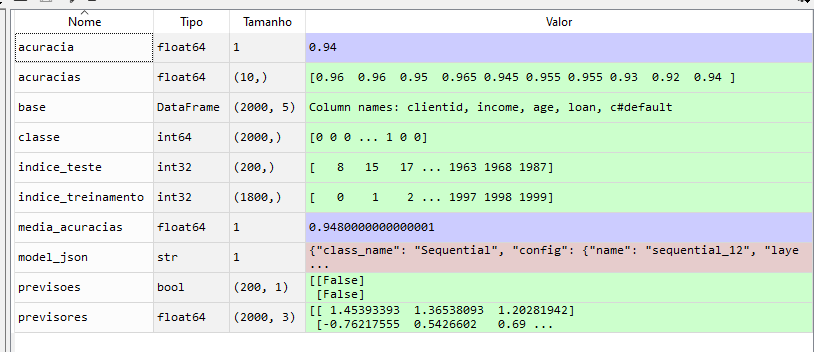 Nome Tipo Tamanho Valor
acuracia float64 1 0.94
acuracias float64 (10,) [0.96 0.96 0.95 0.965 0.945 0.955 0.955 0.93 0.92 0.94 ]
base DataFrame (2000, 5) Column names: clientid, income, age, loan, c#default
classe int64 (2000,) [0 0 0 ... 1 0 0]
indice_teste int32 (200,) [ 8 15 17 ... 1963 1968 1987]
indice_treinamento int32 (1800,) [ 0 1 2 ... 1997 1998 1999]
media_acuracias float64 1 0.9480000000000001
model_json str 1 {"class_name": "Sequential", "config": {"name": "sequential_12", "laye
...
previsoes bool (200, 1) [[False]
[False]
previsores float64 (2000, 3) [[ 1.45393393 1.36538093 1.20281942]
[-0.76217555 0.5426602 0.69 ...